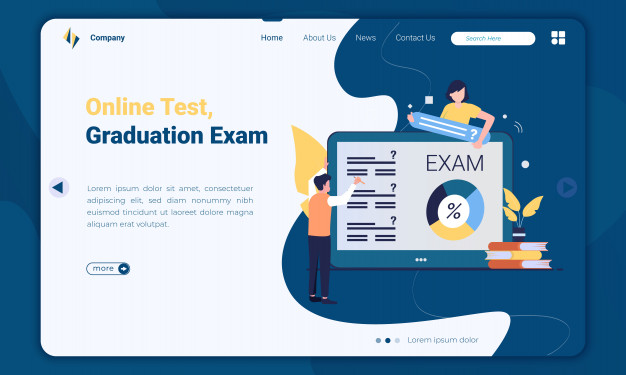 Company
Home
About Us
News
Contact Us
Search Here
Online Test,
Graduation Exam
Lorem ipsum dolor sit amet, consectetuer
adipiscing elit, sed diam nonummy nibh
euismod tincidunt ut laoreet dolore magna
aliquam erat volutpat.
more
?
EXAM
?
?
?
%
Lorem ipsum dolor